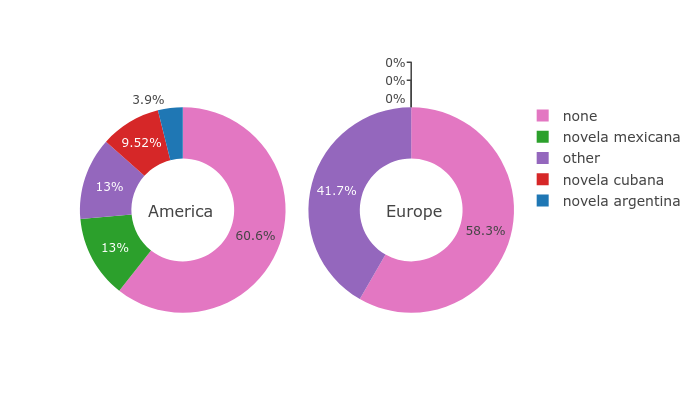 0%
0%
0%
3.9%
9.52%
13%
13%
60.6%
America
41.7%
58.3%
Europe
none
novela mexicana
other
novela cubana
novela argentina